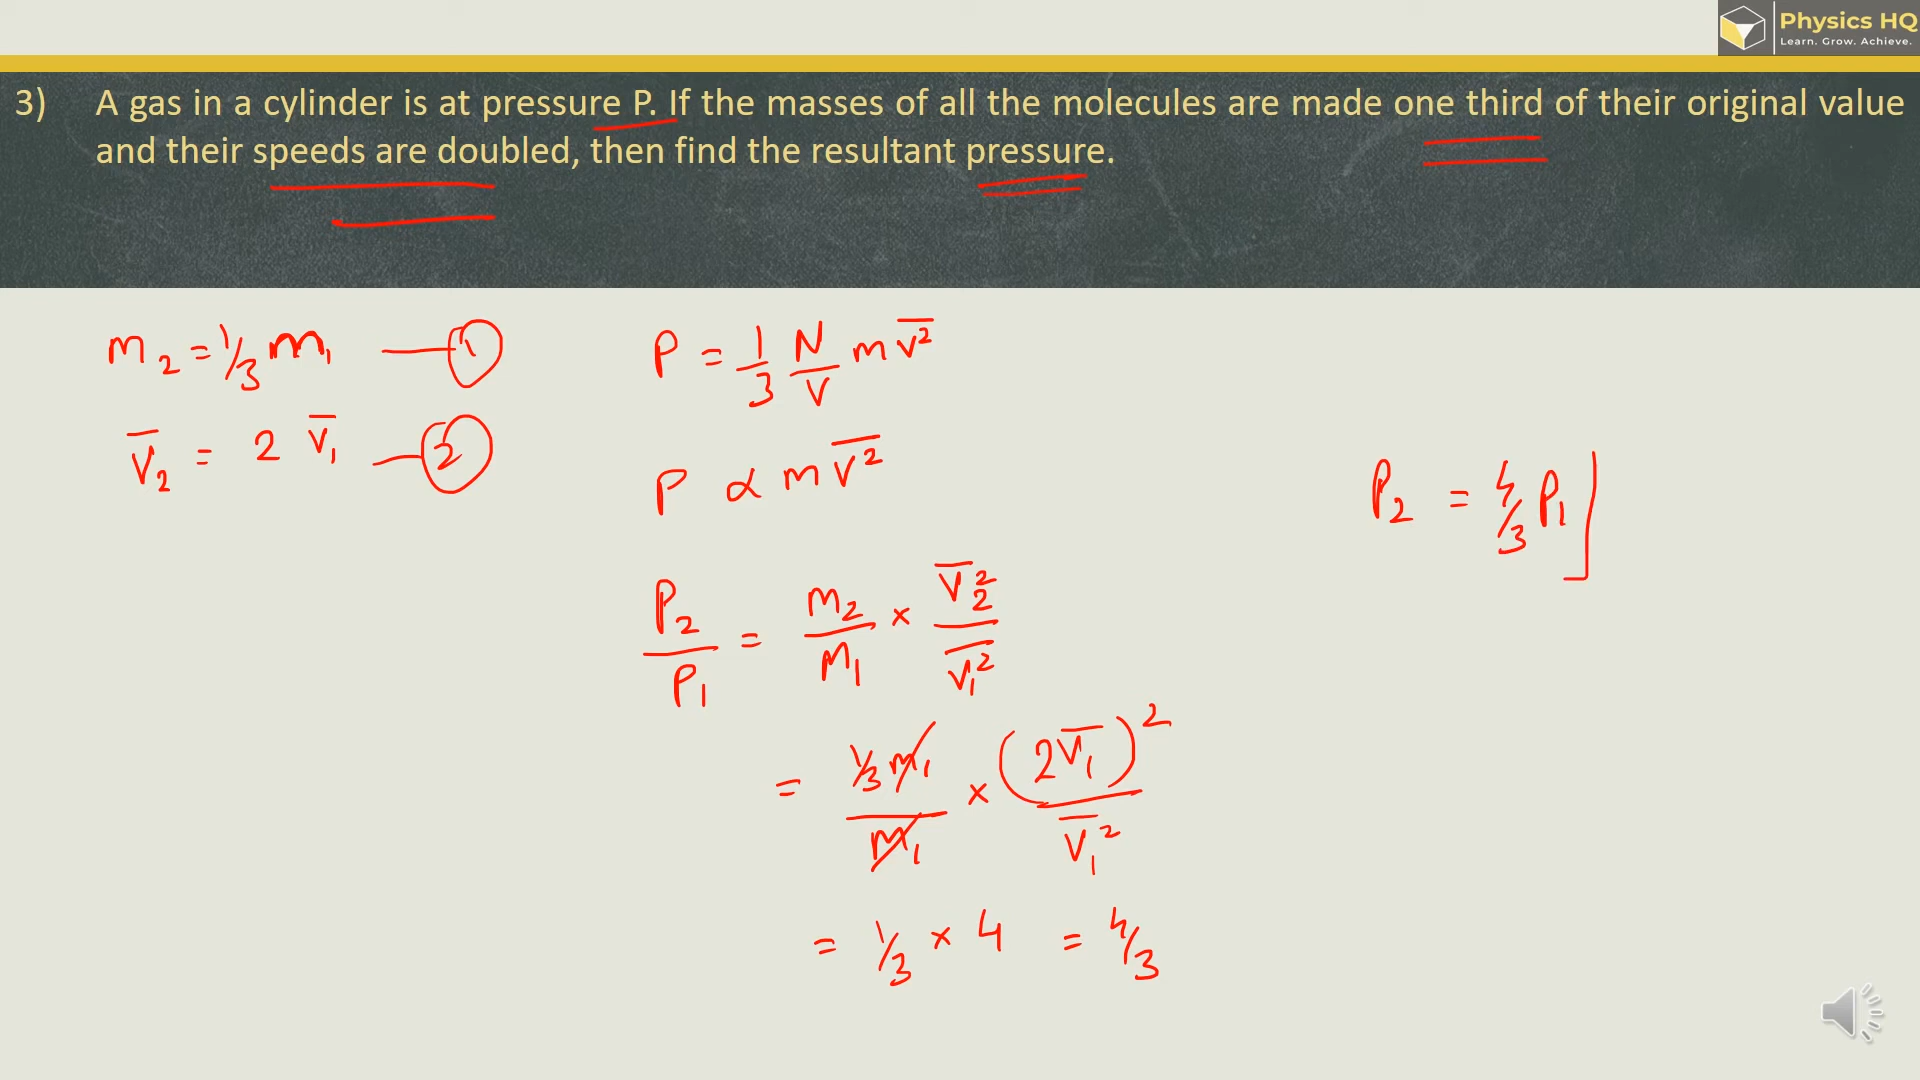 Physics HQ
Learn. Grow. Achieve.
3) A gas in a cylinder is at pressure P. If the masses of all the molecules are made one third of their original value
and their speeds are doubled, then find the resultant pressure.
m₂ = 1/3 m₁ — 1
v̅₂ = 2 v̅₁ — 2
P = 1/3 N/V m v̅²
P ∝ m v̅²
P₂/P₁ = m₂/m₁ × v̅₂²/v̅₁²
= 1/3 m₁/m₁ × (2v̅₁)²/v̅₁²
= 1/3 × 4 = 4/3
P₂ = 4/3 P₁